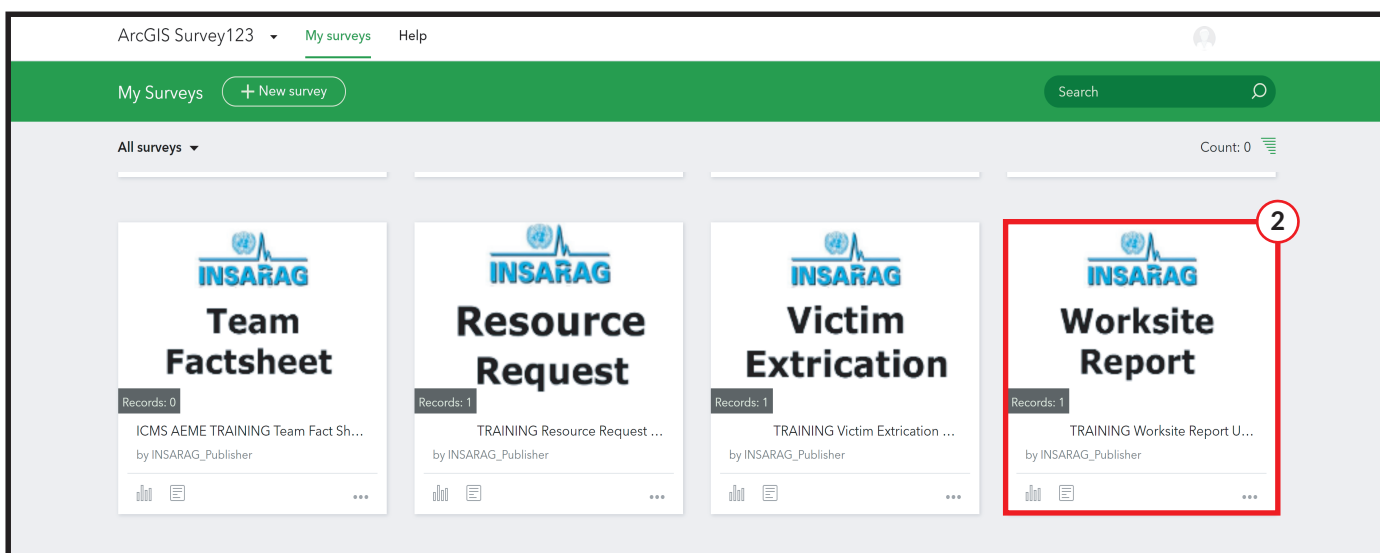 ArcGIS Survey123 My surveys Help
My Surveys + New survey Search
All surveys Count: 0
2
INSARAG INSARAG INSARAG INSARAG
Team Resource Victim Worksite
Factsheet Request Extrication Report
Records: 0 Records: 1 Records: 1 Records: 1
ICMS AEME TRAINING Team Fact Sh... TRAINING Resource Request ... TRAINING Victim Extrication ... TRAINING Worksite Report U...
by INSARAG_Publisher by INSARAG_Publisher by INSARAG_Publisher by INSARAG_Publisher